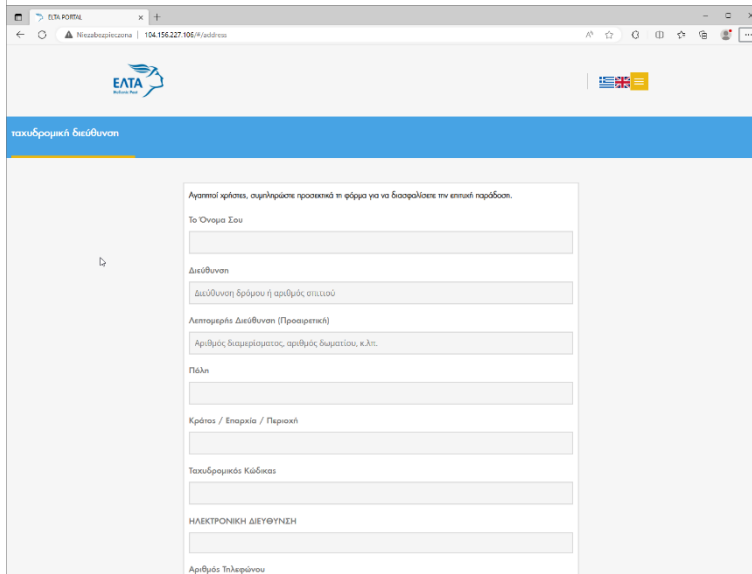 ELTA PORTAL
Niezabezpieczona
104.156.227.106/#/address
ΕΛΤΑ
Hellenic Post
ταχυδρομική διεύθυνση
Αγαπητοί χρήστες, συμπληρώστε προσεκτικά τη φόρμα για να διασφαλίσετε την επιτυχή παράδοση.
Το Όνομα Σου
Διεύθυνση
Διεύθυνση δρόμου ή αριθμός σπιτιού
Λεπτομερής Διεύθυνση (Προαιρετική)
Αριθμός διαμερίσματος, αριθμός δωματίου, κ.λπ.
Πόλη
Κράτος / Επαρχία / Περιοχή
Ταχυδρομικός Κώδικας
ΗΛΕΚΤΡΟΝΙΚΗ ΔΙΕΥΘΥΝΣΗ
Αριθμός Τηλεφώνου